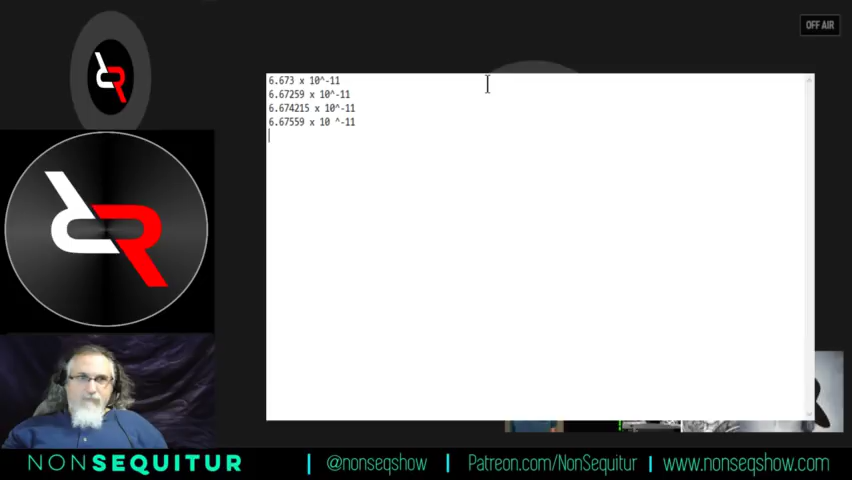 OFF AIR
6.673 x 10^-11
6.67259 x 10^-11
6.674215 x 10^-11
6.67559 x 10 ^-11
NONSEQUITUR | @nonseqshow | Patreon.com/NonSequitur | www.nonseqshow.com